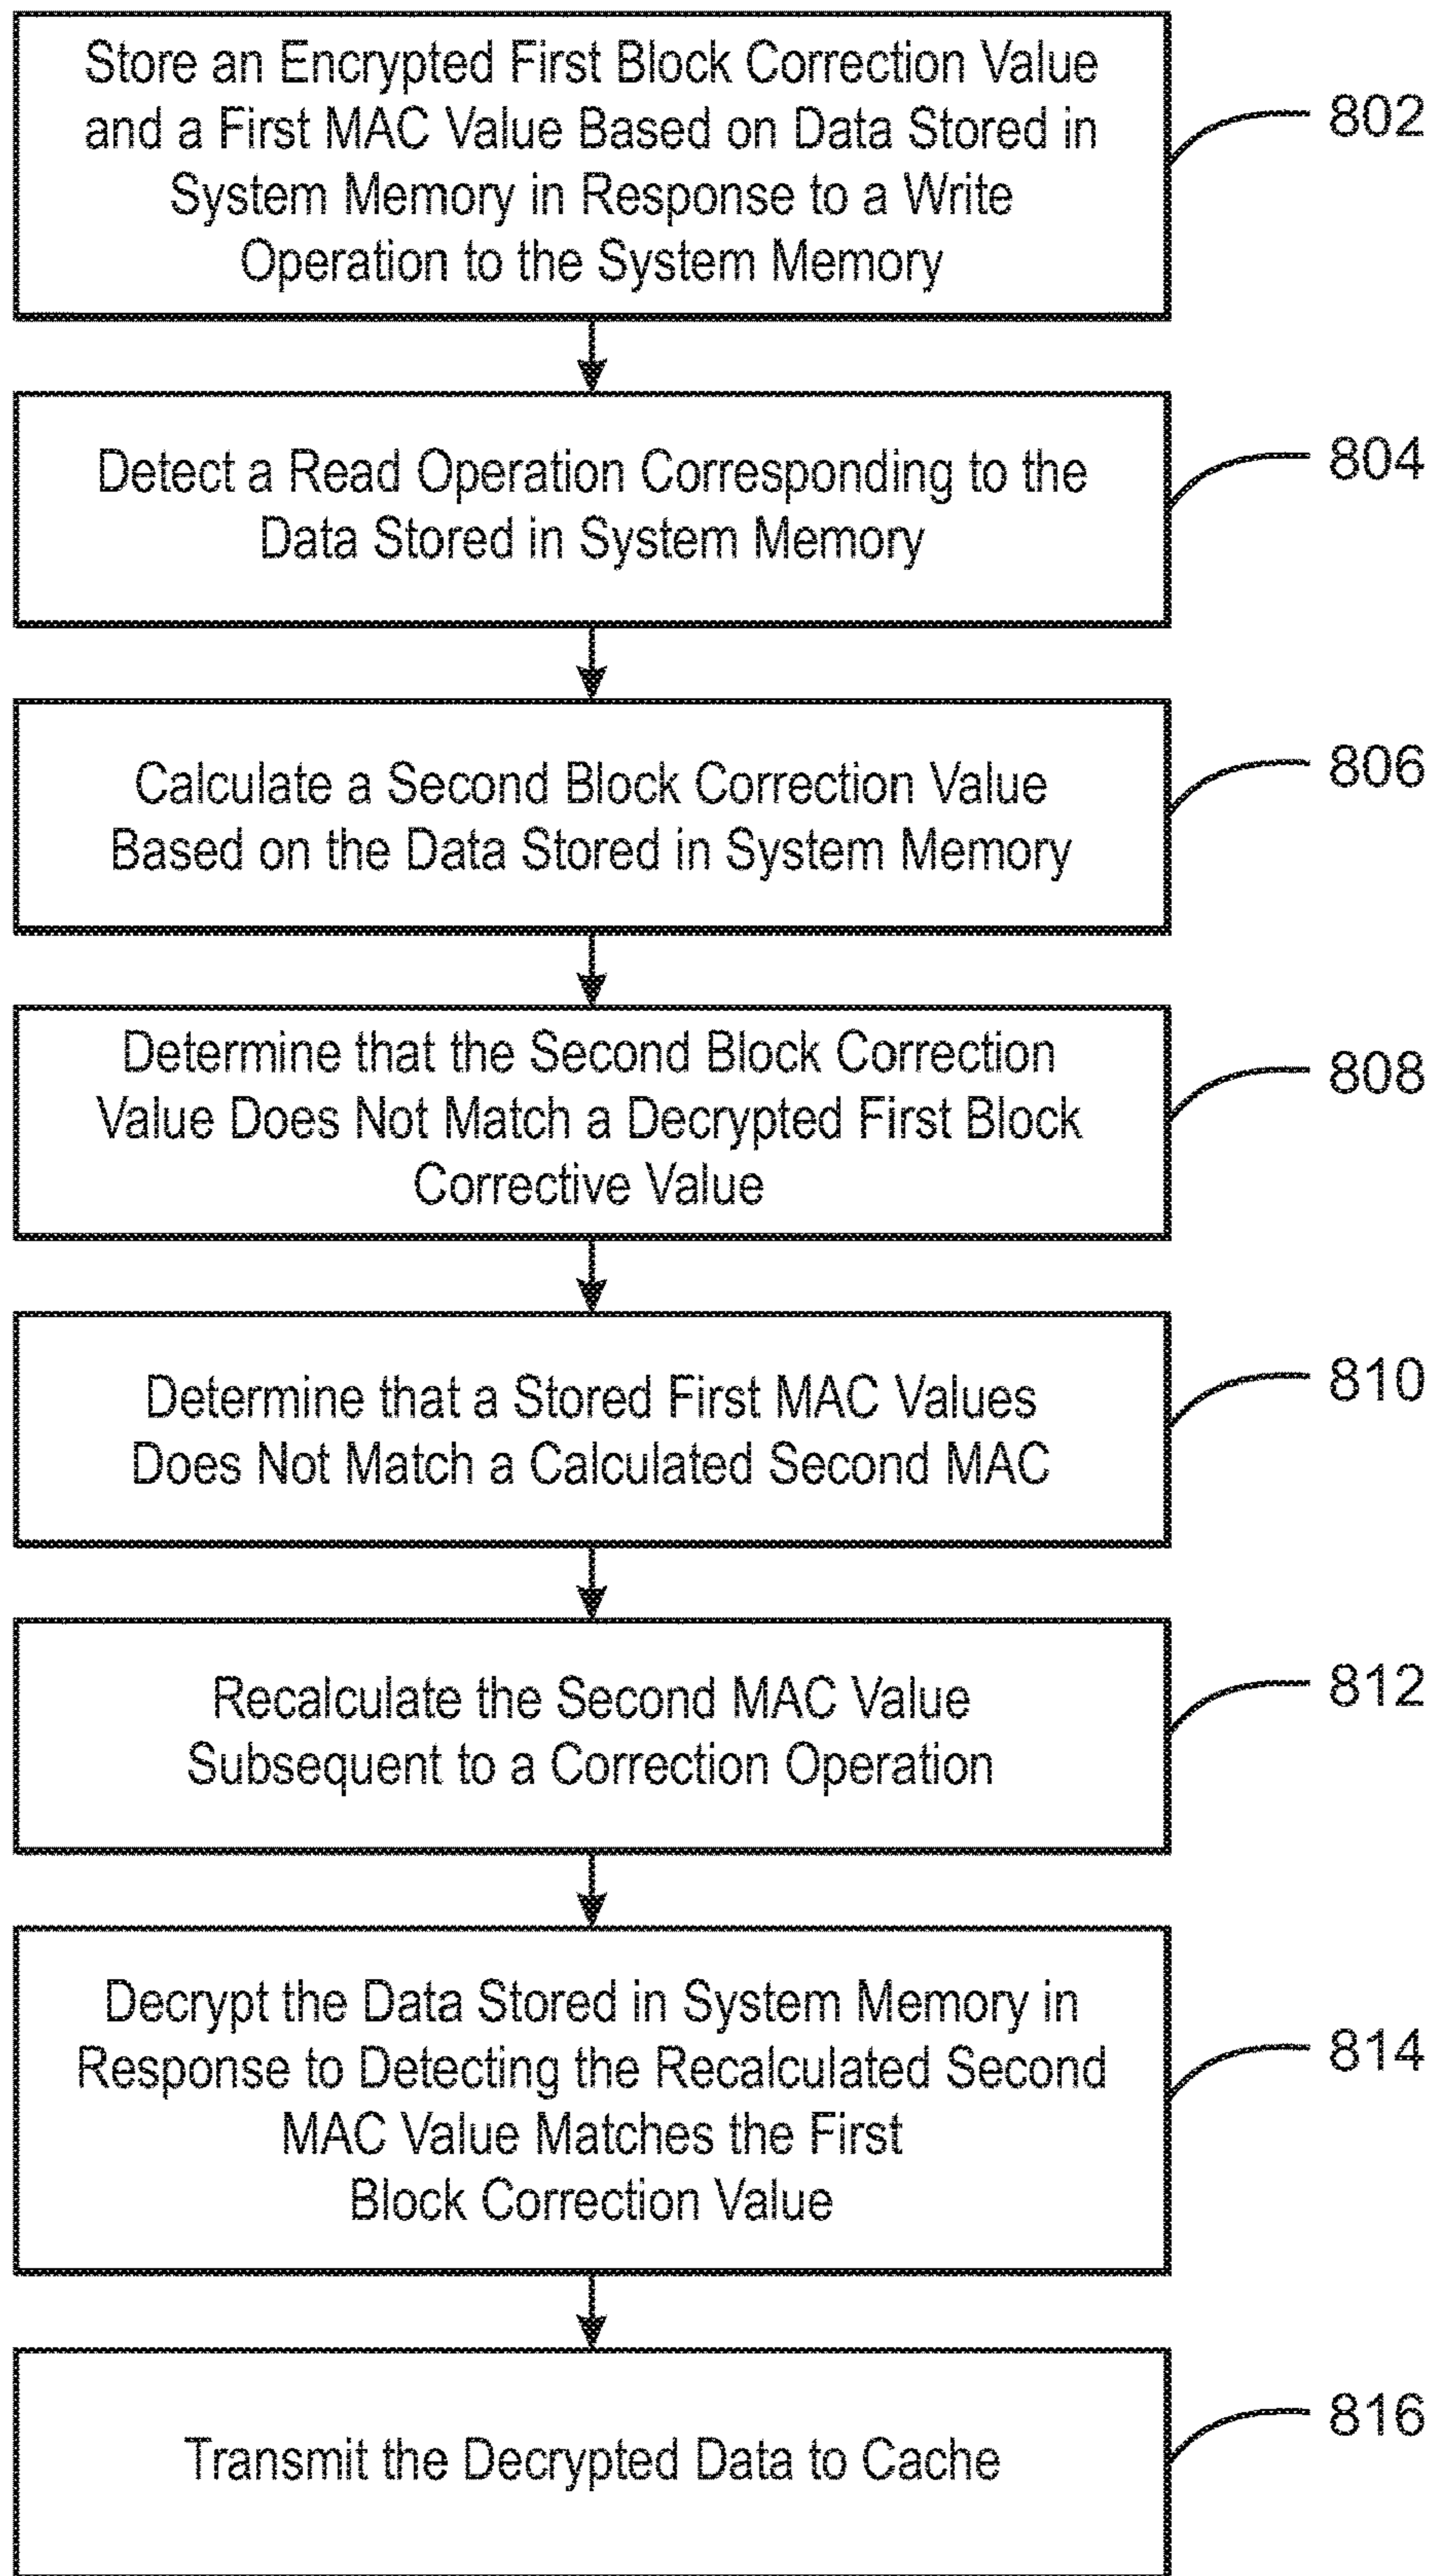 Store an Encrypted First Block Correction Value
and a First MAC Value Based on Data Stored in
System Memory in Response to a Write
Operation to the System Memory
802
Detect a Read Operation Corresponding to the
Data Stored in System Memory
804
Calculate a Second Block Correction Value
Based on the Data Stored in System Memory
806
Determine that the Second Block Correction
Value Does Not Match a Decrypted First Block
Corrective Value
808
Determine that a Stored First MAC Values
Does Not Match a Calculated Second MAC
810
Recalculate the Second MAC Value
Subsequent to a Correction Operation
812
Decrypt the Data Stored in System Memory in
Response to Detecting the Recalculated Second
MAC Value Matches the First
Block Correction Value
814
Transmit the Decrypted Data to Cache
816